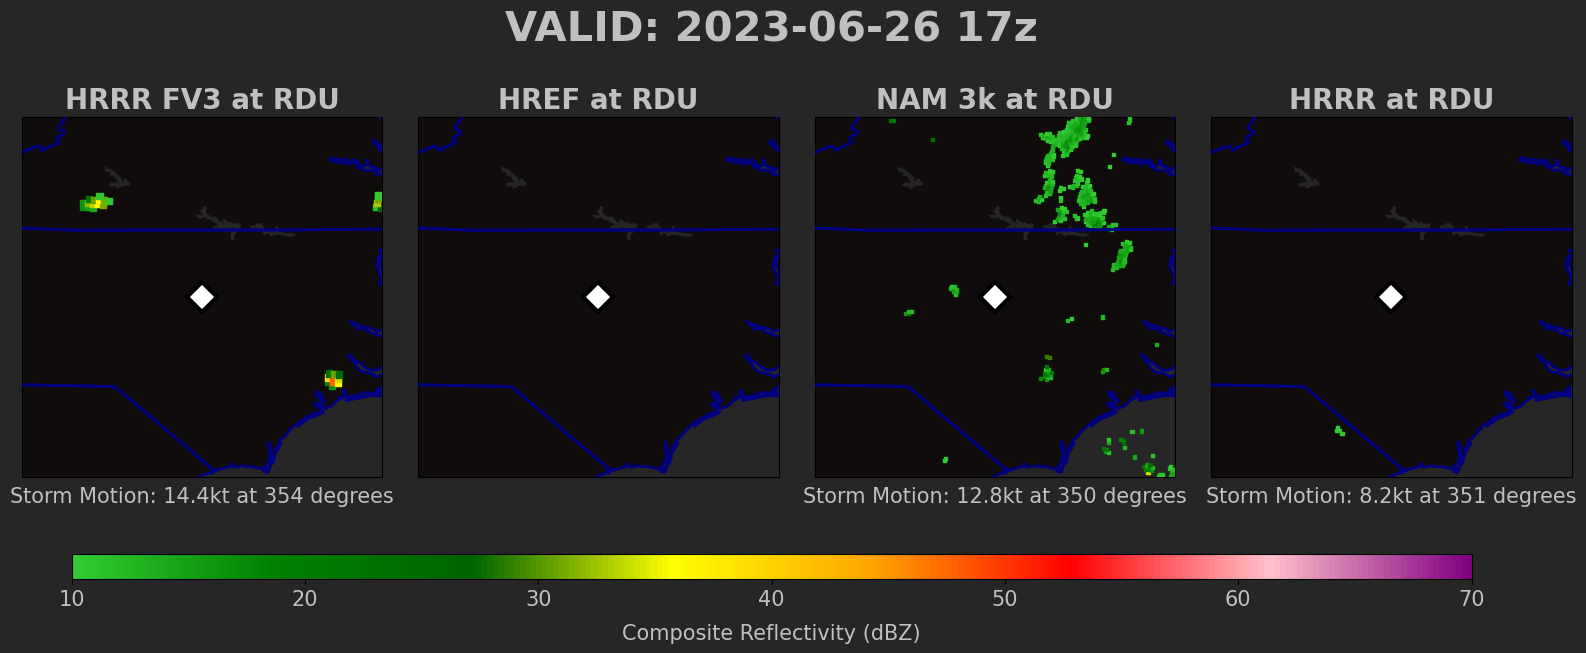 VALID: 2023-06-26 17z
HRRR FV3 at RDU
HREF at RDU
NAM 3k at RDU
HRRR at RDU
Storm Motion: 14.4kt at 354 degrees
Storm Motion: 12.8kt at 350 degrees
Storm Motion: 8.2kt at 351 degrees
10 20 30 40 50 60 70
Composite Reflectivity (dBZ)